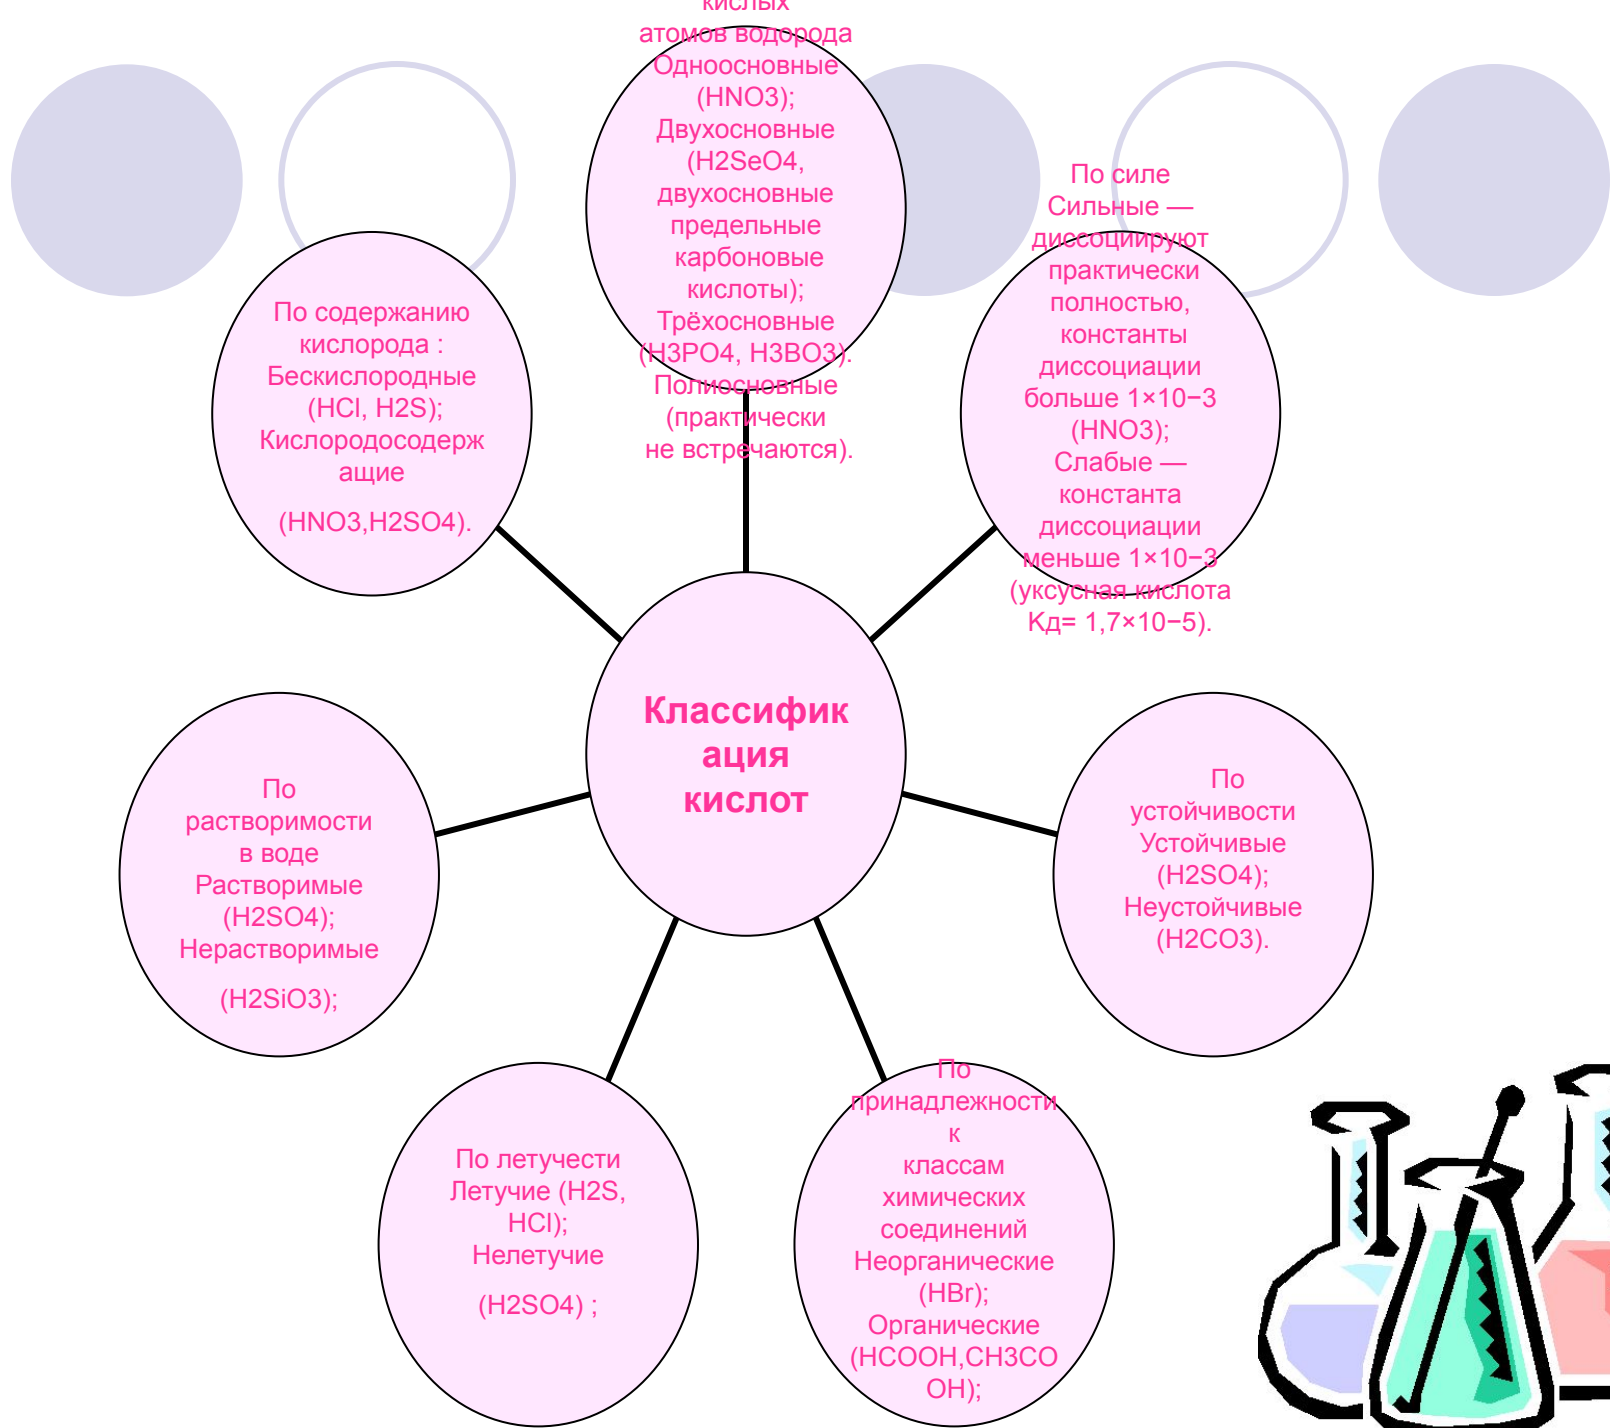 кислых
атомов водорода
Одноосновные
(HNO3);
Двухосновные
(H2SeO4,
двухосновные
предельные
карбоновые
кислоты);
Трёхосновные
(H3PO4, H3BO3).
Полиосновные
(практически
не встречаются).
По силе
Сильные —
диссоциируют
практически
полностью,
константы
диссоциации
больше 1×10−3
(HNO3);
Слабые —
константа
диссоциации
меньше 1×10−3
(уксусная кислота
Kд= 1,7×10−5).
По содержанию
кислорода :
Бескислородные
(HCl, H2S);
Кислородосодерж
ащие
(HNO3,H2SO4).
Классифик
ация
кислот
По
растворимости
в воде
Растворимые
(H2SO4);
Нерастворимые
(H2SiO3);
По
устойчивости
Устойчивые
(H2SO4);
Неустойчивые
(H2CO3).
По летучести
Летучие (H2S,
HCl);
Нелетучие
(H2SO4) ;
По
принадлежности
к
классам
химических
соединений
Неорганические
(HBr);
Органические
(HCOOH,CH3CO
OH);